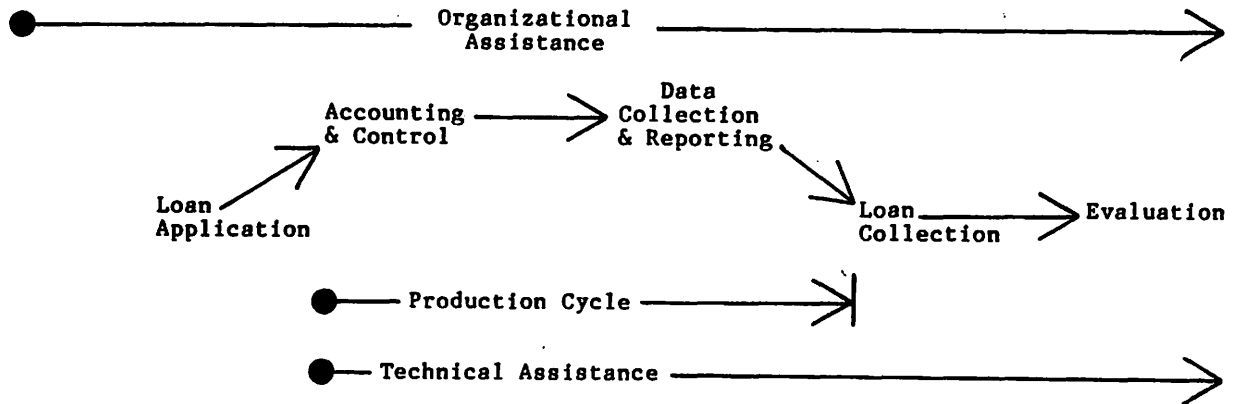 Organizational
Assistance
Data
Accounting
& Control
Collection
& Reporting
Loan
Application
Loan
Collection
Evaluation
Production Cycle
Technical Assistance